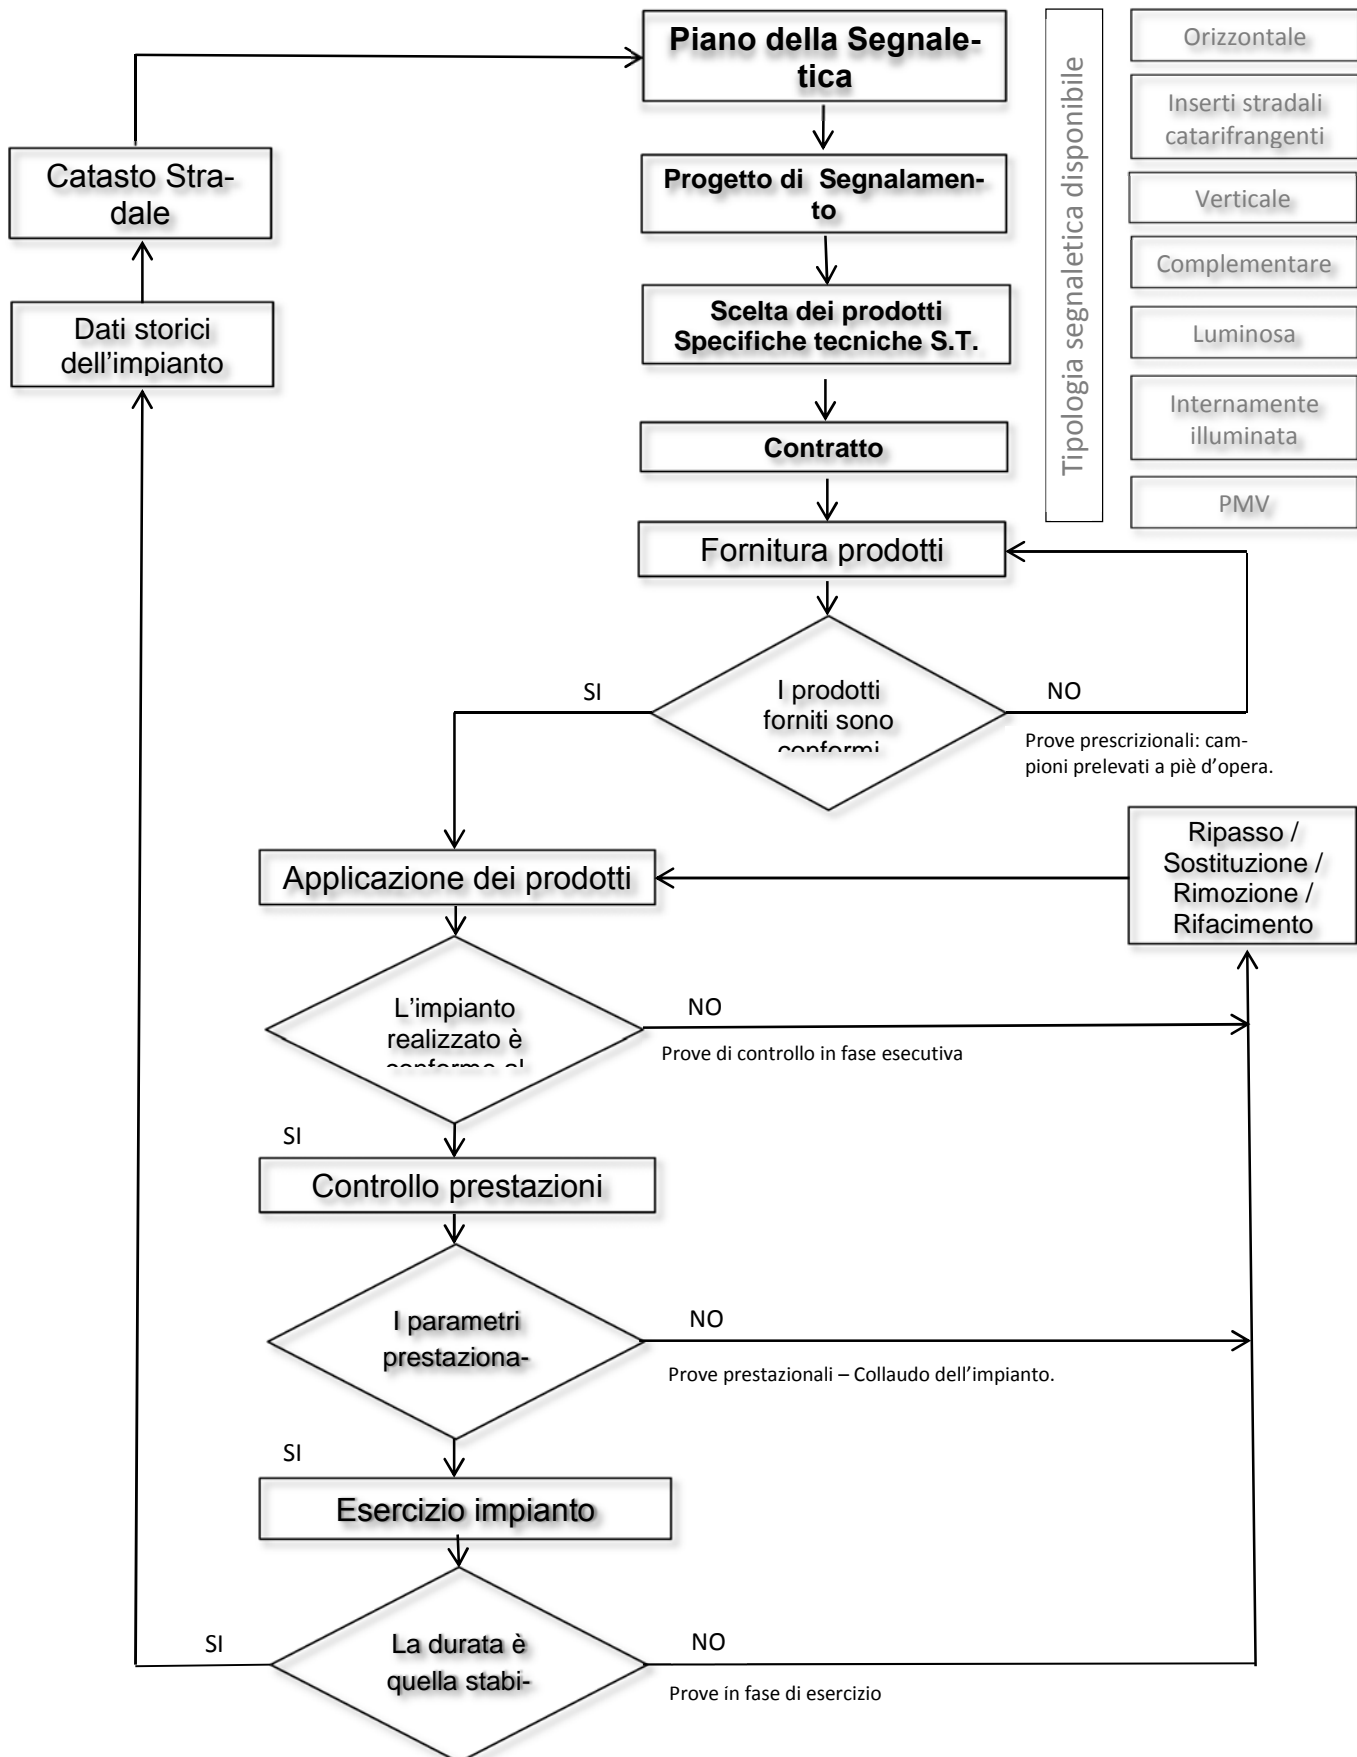 Piano della Segnale-
tica
Progetto di Segnalamen-
to
Scelta dei prodotti
Specifiche tecniche S.T.
Contratto
Fornitura prodotti
Catasto Stra-
dale
Dati storici
dell’impianto
Tipologia segnaletica disponibile
Orizzontale
Inserti stradali
catarifrangenti
Verticale
Complementare
Luminosa
Internamente
illuminata
PMV
SI
I prodotti
forniti sono
conformi
NO
Prove prescrizionali: cam-
pioni prelevati a piè d’opera.
Applicazione dei prodotti
Ripasso /
Sostituzione /
Rimozione /
Rifacimento
L’impianto
realizzato è
conforme al
NO
Prove di controllo in fase esecutiva
SI
Controllo prestazioni
I parametri
prestaziona-
NO
Prove prestazionali – Collaudo dell’impianto.
SI
Esercizio impianto
SI
La durata è
quella stabi-
NO
Prove in fase di esercizio